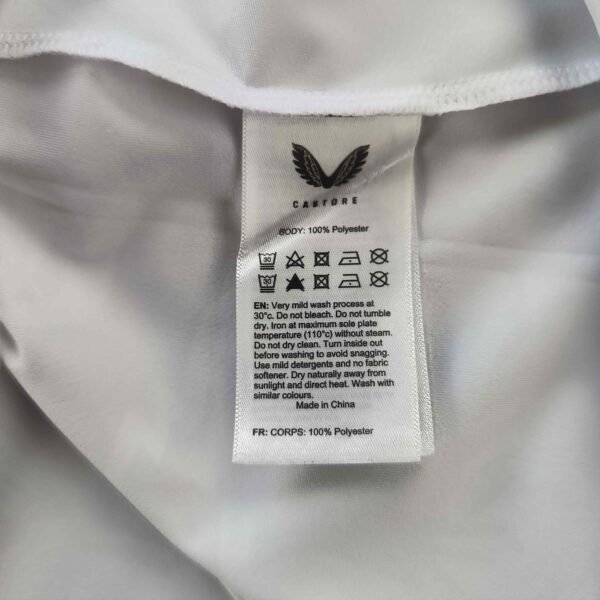 CASTORE
BODY: 100% Polyester
30
30
EN: Very mild wash process at
30°c. Do not bleach. Do not tumble
dry. Iron at maximum sole plate
temperature (110°c) without steam.
Do not dry clean. Turn inside out
before washing to avoid snagging.
Use mild detergents and no fabric
softener. Dry naturally away from
sunlight and direct heat. Wash with
similar colours.
Made in China
FR: CORPS: 100% Polyester